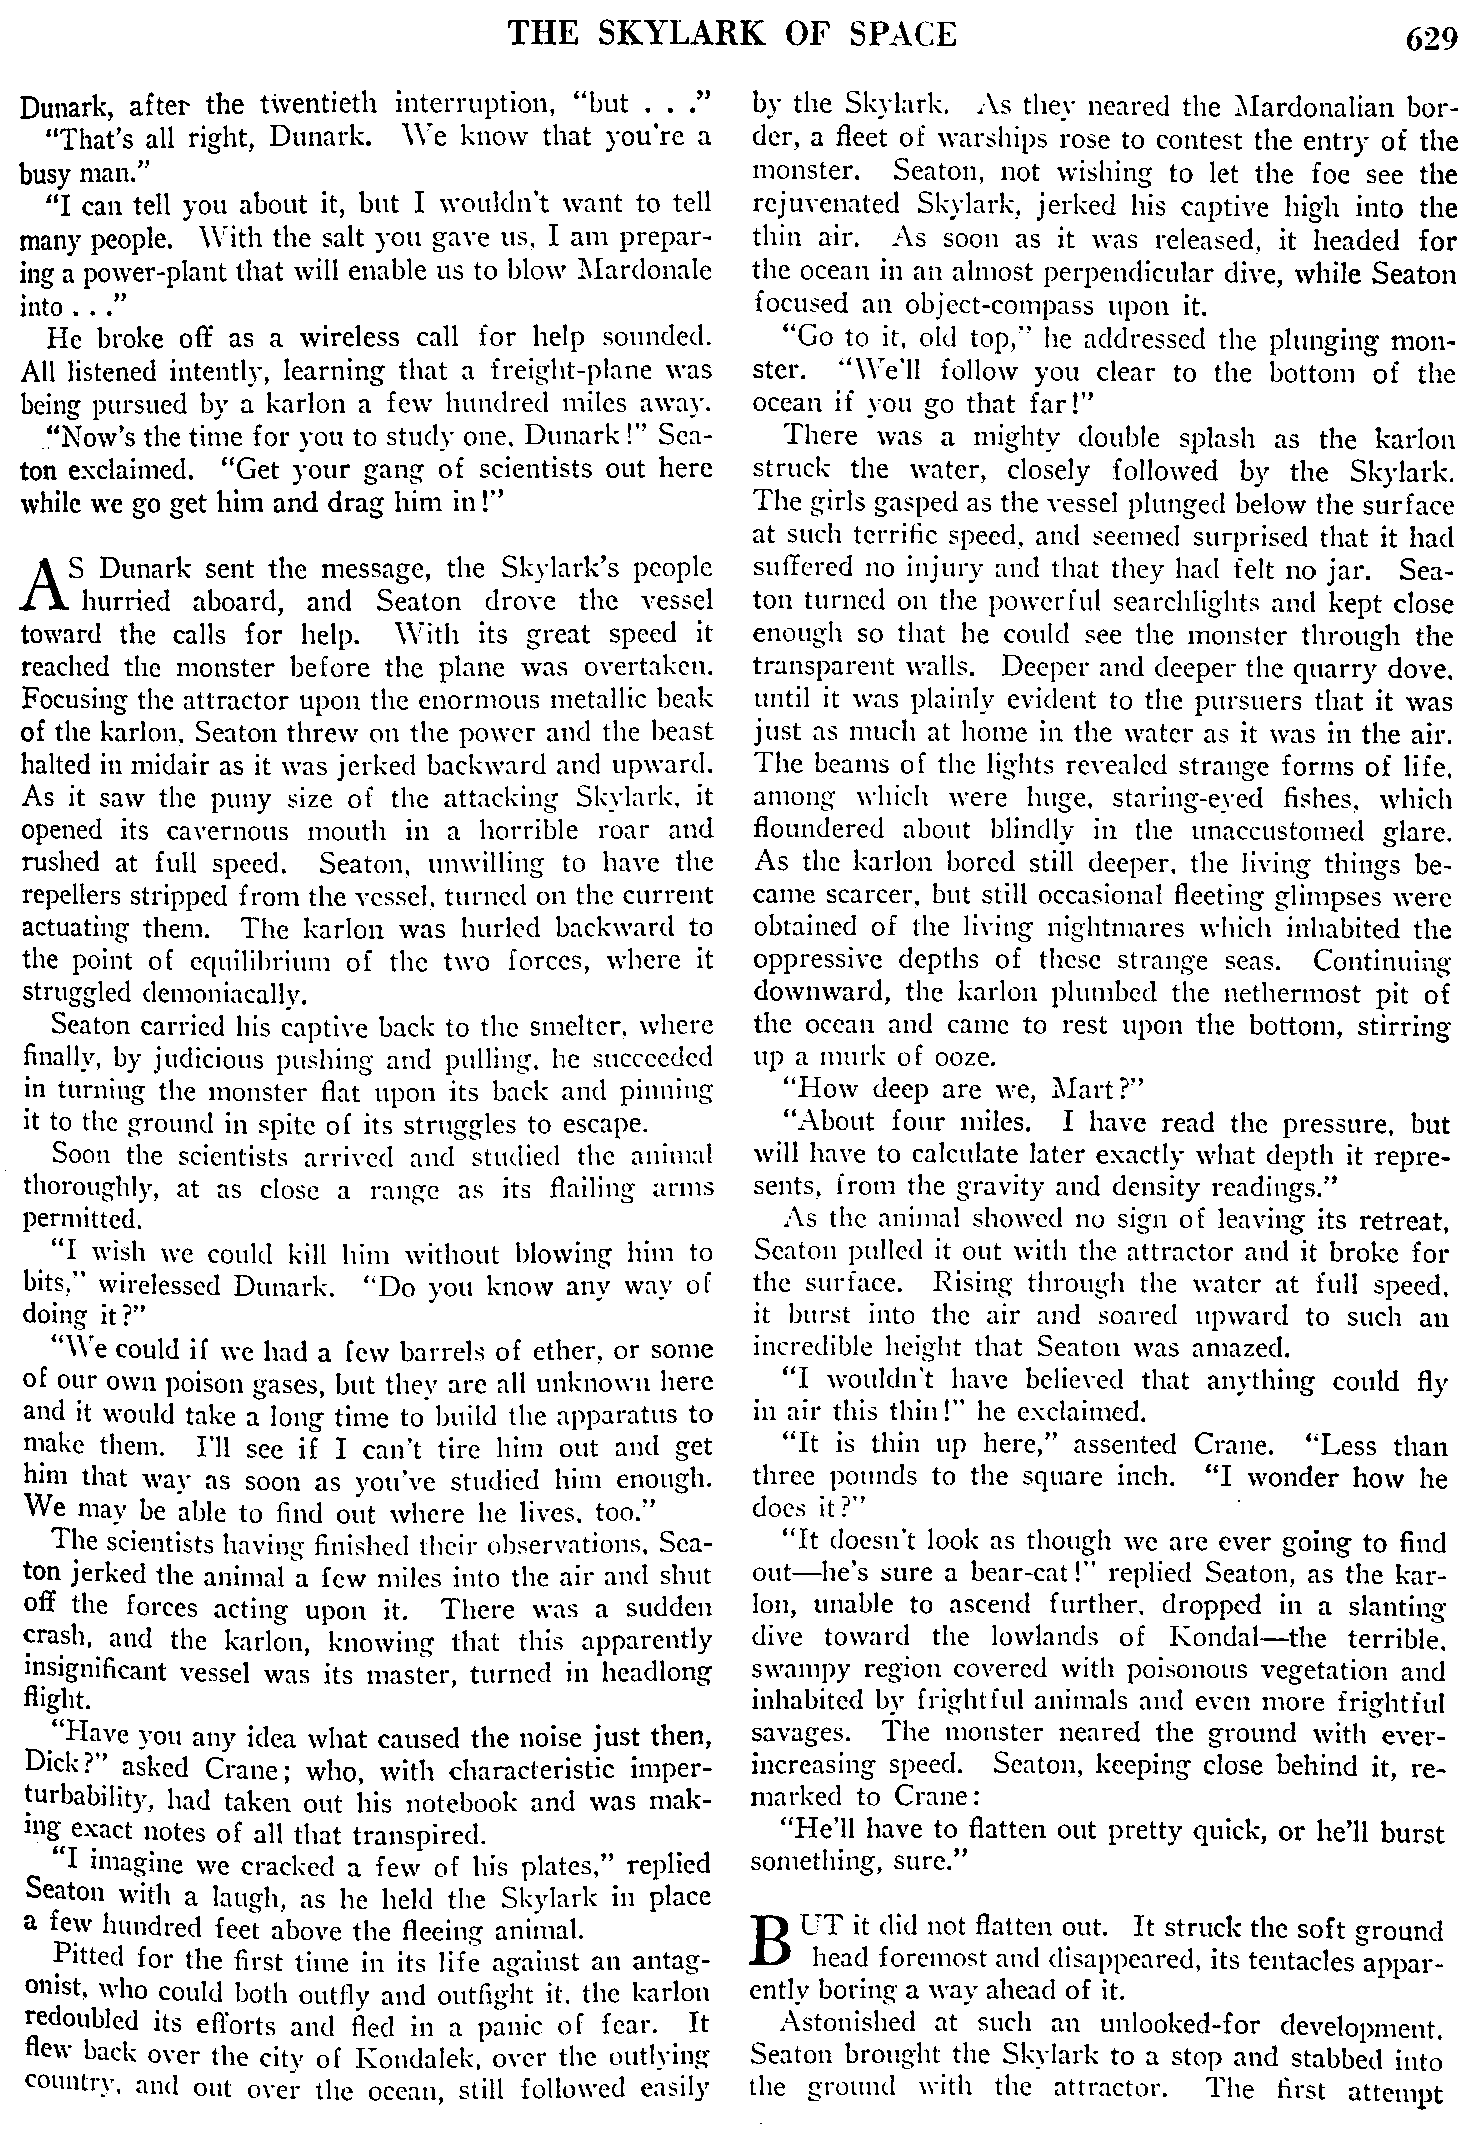 THE SKYLARK OF SPACE
629
Dunark, after the twentieth interruption, “but . . .”
“That’s all right, Dunark. We know that you’re a
busy man.”
“I can tell you about it, but I wouldn’t want to tell
many people. With the salt you gave us, I am prepar-
ing a power-plant that will enable us to blow Mardonale
into . . .”
He broke off as a wireless call for help sounded.
All listened intently, learning that a freight-plane was
being pursued by a karlon a few hundred miles away.
“Now’s the time for you to study one, Dunark!” Sea-
ton exclaimed. “Get your gang of scientists out here
while we go get him and drag him in!”
AS Dunark sent the message, the Skylark’s people
hurried aboard, and Seaton drove the vessel
toward the calls for help. With its great speed it
reached the monster before the plane was overtaken.
Focusing the attractor upon the enormous metallic beak
of the karlon, Seaton threw on the power and the beast
halted in midair as it was jerked backward and upward.
As it saw the puny size of the attacking Skylark, it
opened its cavernous mouth in a horrible roar and
rushed at full speed. Seaton, unwilling to have the
repellers stripped from the vessel, turned on the current
actuating them. The karlon was hurled backward to
the point of equilibrium of the two forces, where it
struggled demoniacally.
Seaton carried his captive back to the smelter, where
finally, by judicious pushing and pulling, he succeeded
in turning the monster flat upon its back and pinning
it to the ground in spite of its struggles to escape.
Soon the scientists arrived and studied the animal
thoroughly, at as close a range as its flailing arms
permitted.
“I wish we could kill him without blowing him to
bits,” wirelessed Dunark. “Do you know any way of
doing it?”
“We could if we had a few barrels of ether, or some
of our own poison gases, but they are all unknown here
and it would take a long time to build the apparatus to
make them. I’ll see if I can’t tire him out and get
him that way as soon as you’ve studied him enough.
We may be able to find out where he lives, too.”
The scientists having finished their observations, Sea-
ton jerked the animal a few miles into the air and shut
off the forces acting upon it. There was a sudden
crash, and the karlon, knowing that this apparently
insignificant vessel was its master, turned in headlong
flight.
“Have you any idea what caused the noise just then,
Dick?” asked Crane; who, with characteristic imper-
turbability, had taken out his notebook and was mak-
ing exact notes of all that transpired.
“I imagine we cracked a few of his plates,” replied
Seaton with a laugh, as he held the Skylark in place
a few hundred feet above the fleeing animal.
Pitted for the first time in its life against an antag-
onist, who could both outfly and outfight it, the karlon
redoubled its efforts and fled in a panic of fear. It
flew back over the city of Kondalek, over the outlying
country, and out over the ocean, still followed easily
by the Skylark. As they neared the Mardonalian bor-
der, a fleet of warships rose to contest the entry of the
monster. Seaton, not wishing to let the foe see the
rejuvenated Skylark, jerked his captive high into the
thin air. As soon as it was released, it headed for
the ocean in an almost perpendicular dive, while Seaton
focused an object-compass upon it.
“Go to it, old top,” he addressed the plunging mon-
ster. “We’ll follow you clear to the bottom of the
ocean if you go that far!”
There was a mighty double splash as the karlon
struck the water, closely followed by the Skylark.
The girls gasped as the vessel plunged below the surface
at such terrific speed, and seemed surprised that it had
suffered no injury and that they had felt no jar. Sea-
ton turned on the powerful searchlights and kept close
enough so that he could see the monster through the
transparent walls. Deeper and deeper the quarry dove,
until it was plainly evident to the pursuers that it was
just as much at home in the water as it was in the air.
The beams of the lights revealed strange forms of life,
among which were huge, staring-eyed fishes, which
floundered about blindly in the unaccustomed glare.
As the karlon bored still deeper, the living things be-
came scarcer, but still occasional fleeting glimpses were
obtained of the living nightmares which inhabited the
oppressive depths of these strange seas. Continuing
downward, the karlon plumbed the nethermost pit of
the ocean and came to rest upon the bottom, stirring
up a murk of ooze.
“How deep are we, Mart?”
“About four miles. I have read the pressure, but
will have to calculate later exactly what depth it repre-
sents, from the gravity and density readings.”
As the animal showed no sign of leaving its retreat,
Seaton pulled it out with the attractor and it broke for
the surface. Rising through the water at full speed,
it burst into the air and soared upward to such an
incredible height that Seaton was amazed.
“I wouldn’t have believed that anything could fly
in air this thin!” he exclaimed.
“It is thin up here,” assented Crane. “Less than
three pounds to the square inch. “I wonder how he
does it?”
“It doesn’t look as though we are ever going to find
out—he’s sure a bear-cat!” replied Seaton, as the kar-
lon, unable to ascend further, dropped in a slanting
dive toward the lowlands of Kondal—the terrible,
swampy region covered with poisonous vegetation and
inhabited by frightful animals and even more frightful
savages. The monster neared the ground with ever-
increasing speed. Seaton, keeping close behind it, re-
marked to Crane:
“He’ll have to flatten out pretty quick, or he’ll burst
something, sure.”
BUT it did not flatten out. It struck the soft ground
head foremost and disappeared, its tentacles appar-
ently boring a way ahead of it.
Astonished at such an unlooked-for development,
Seaton brought the Skylark to a stop and stabbed into
the ground with the attractor. The first attempt